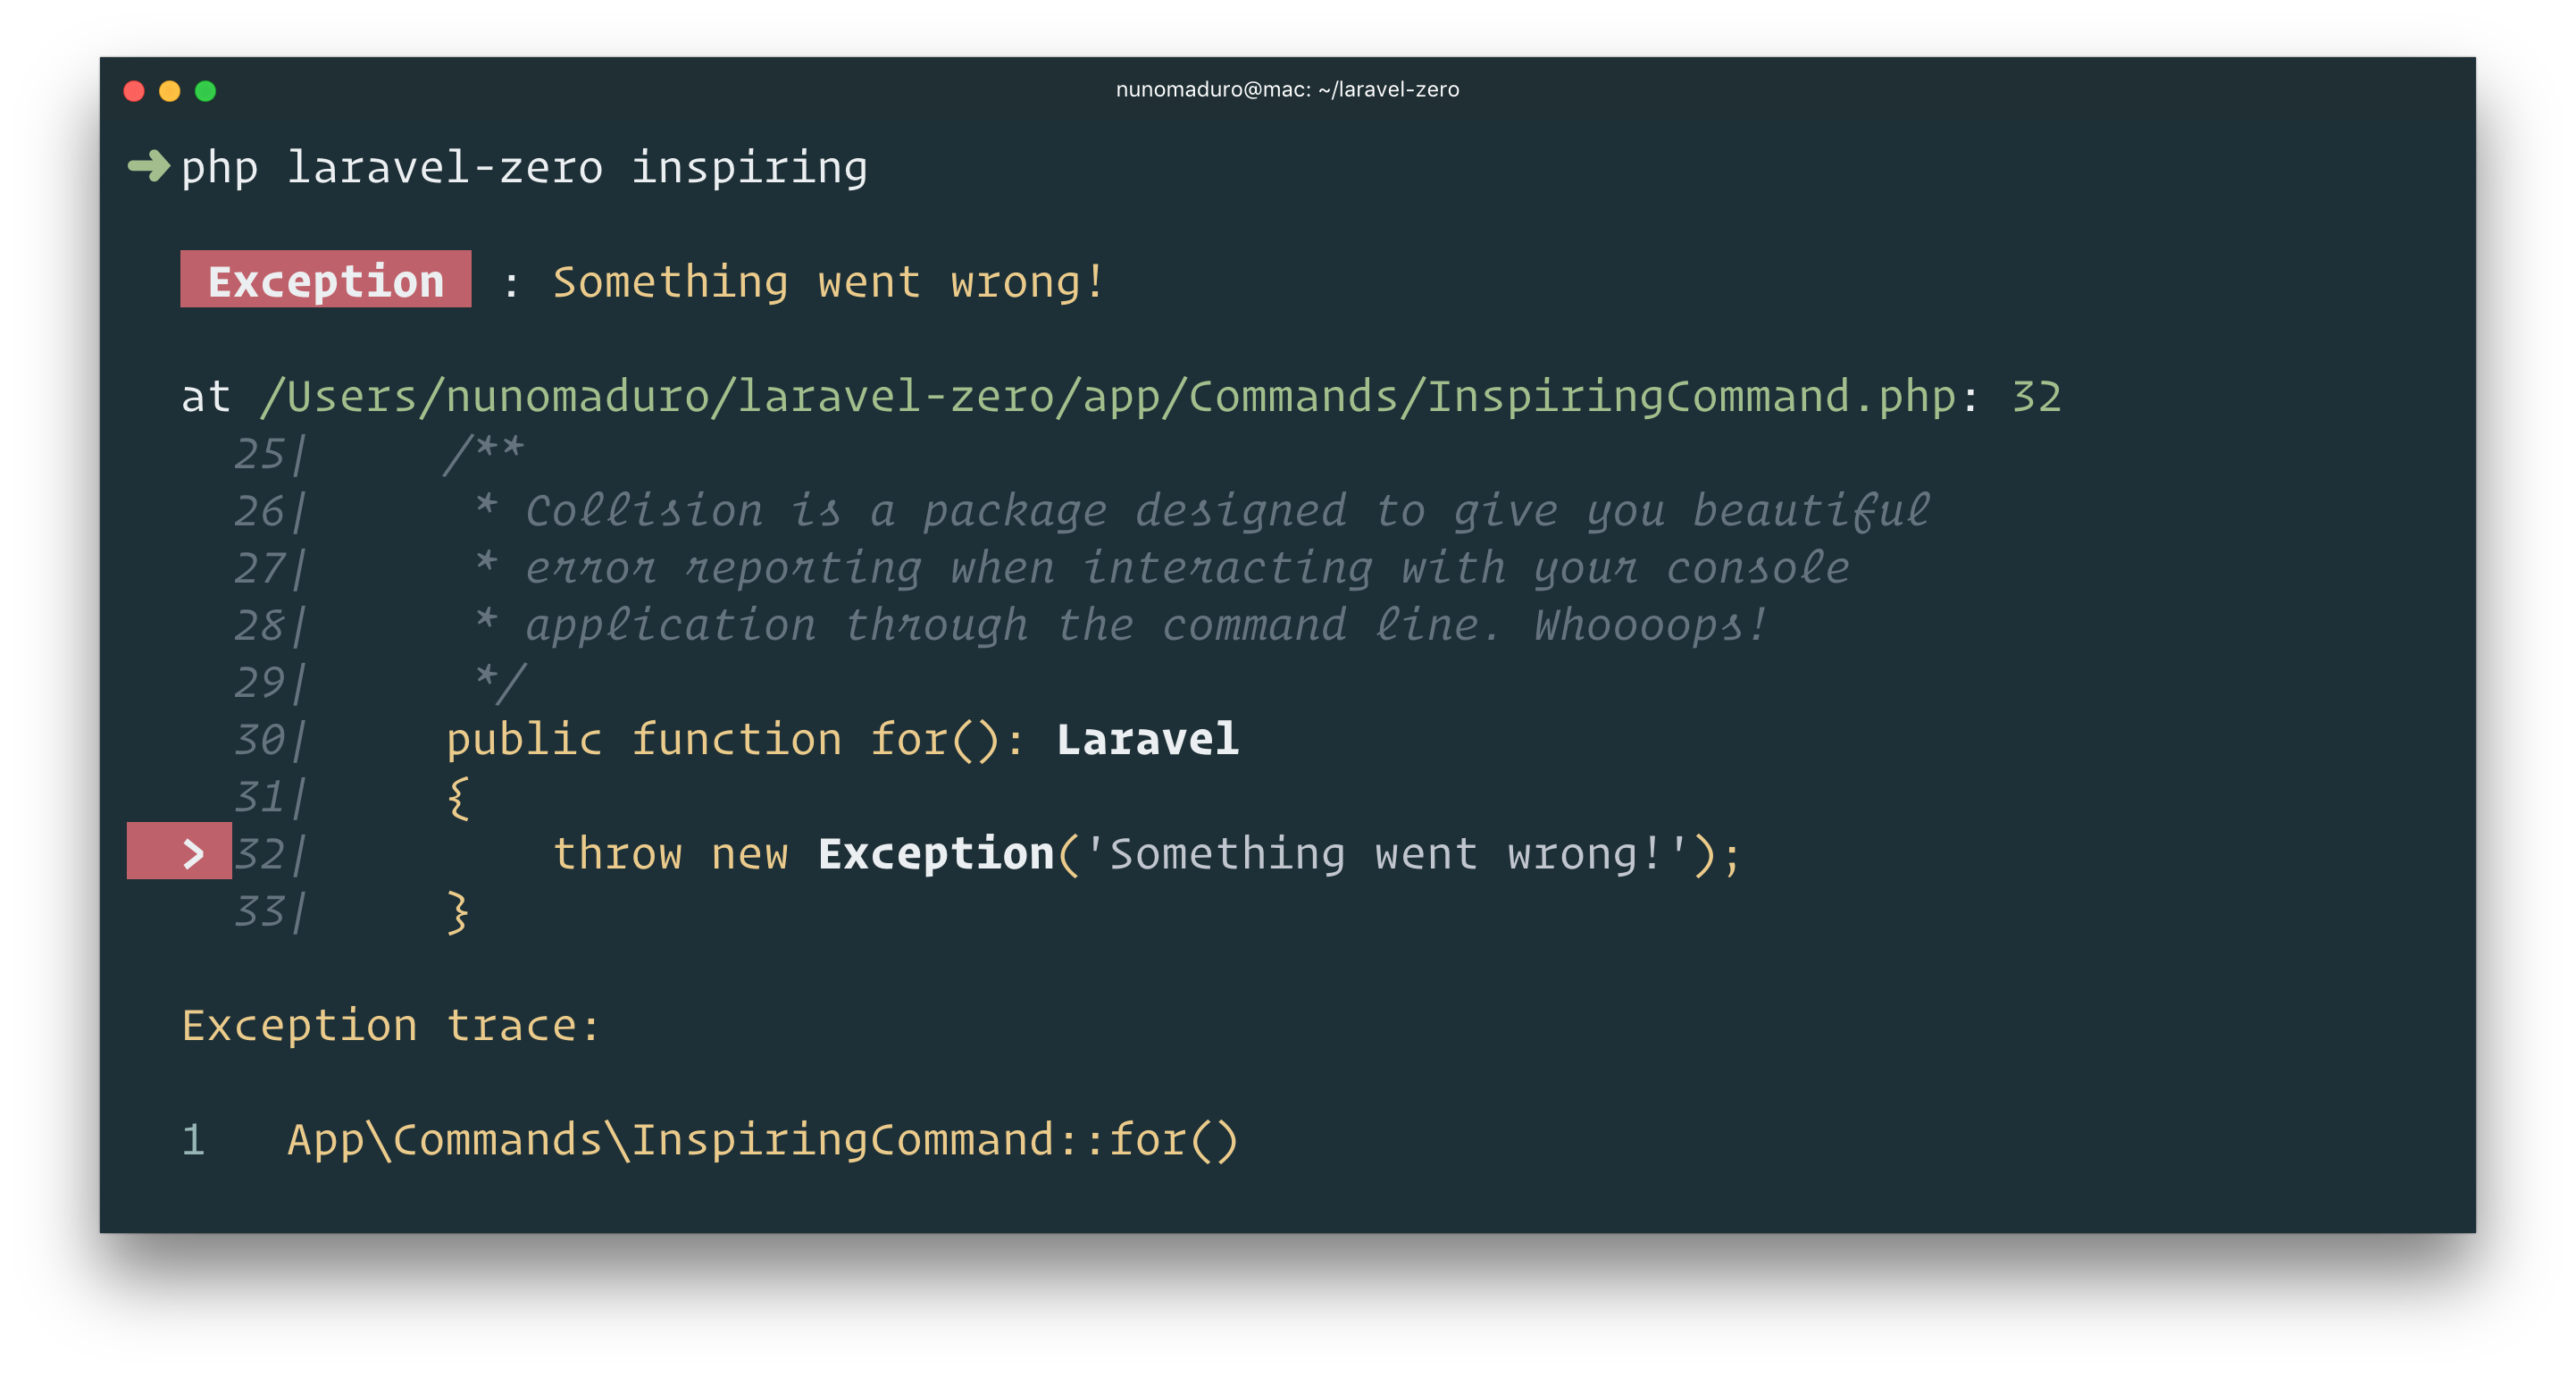 nunomaduro@mac: ~/laravel-zero
➜ php laravel-zero inspiring
Exception : Something went wrong!
at /Users/nunomaduro/laravel-zero/app/Commands/InspiringCommand.php: 32
25|     /**
26|      * Collision is a package designed to give you beautiful
27|      * error reporting when interacting with your console
28|      * application through the command line. Whoooops!
29|      */
30|     public function for(): Laravel
31|     {
> 32|         throw new Exception('Something went wrong!');
33|     }
Exception trace:
1   App\Commands\InspiringCommand::for()